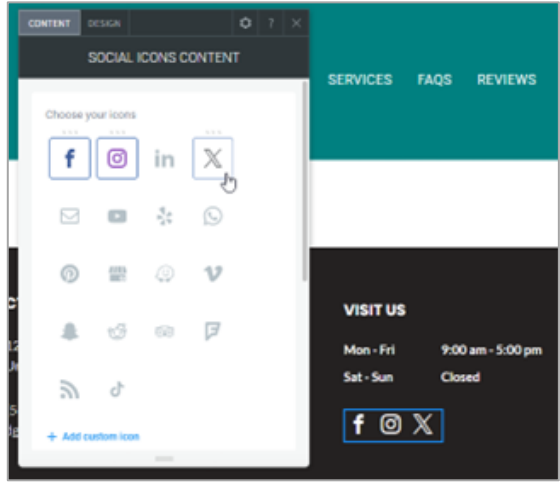 CONTENT DESIGN ?
SOCIAL ICONS CONTENT
SERVICES FAQS REVIEWS
Choose your icons
VISIT US
Mon - Fri 9:00 am - 5:00 pm
Sat - Sun Closed
+ Add custom icon